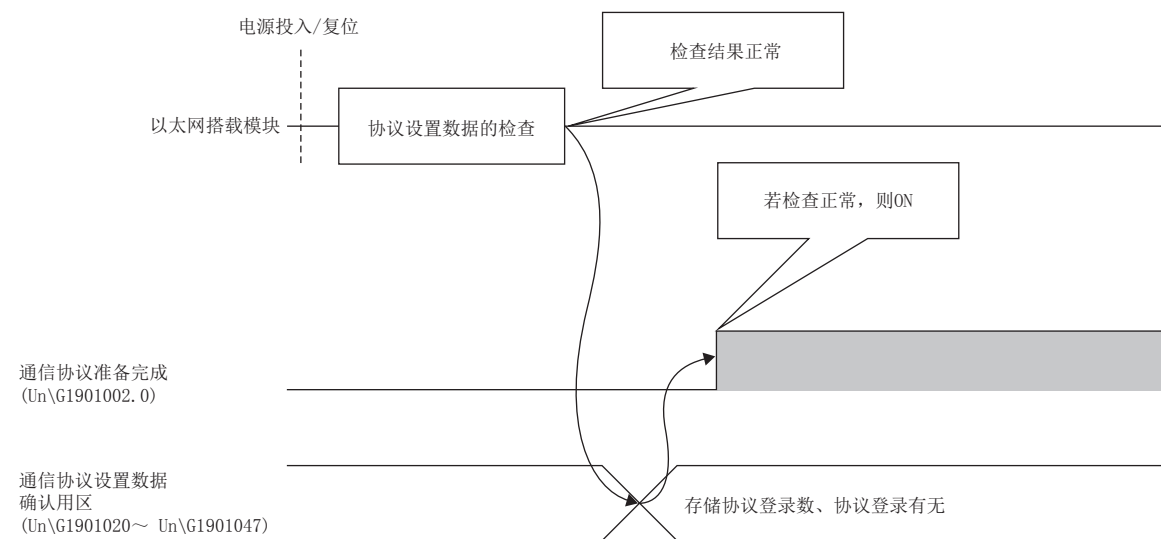 电源投入/复位
检查结果正常
以太网搭载模块
协议设置数据的检查
若检查正常，则ON
通信协议准备完成
(Un\G1901002.0)
通信协议设置数据
确认用区
(Un\G1901020～ Un\G1901047)
存储协议登录数、协议登录有无